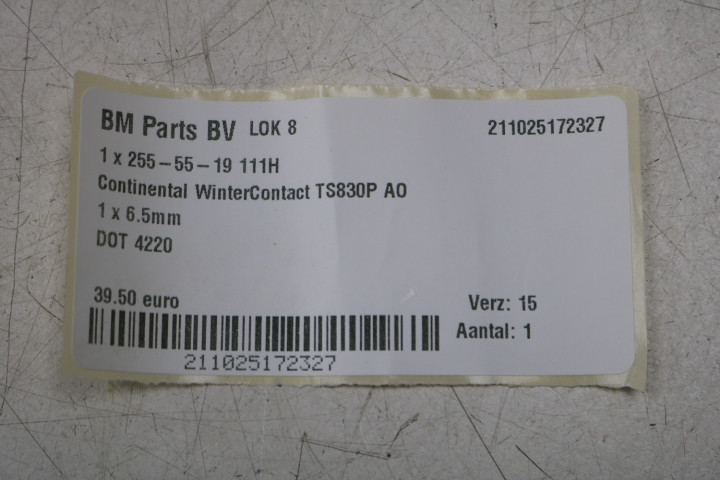 BM Parts BV LOK 8 211025172327
1 x 255-55-19 111H
Continental WinterContact TS830P AO
1 x 6.5mm
DOT 4220
39.50 euro
Verz: 15
Aantal: 1
211025172327